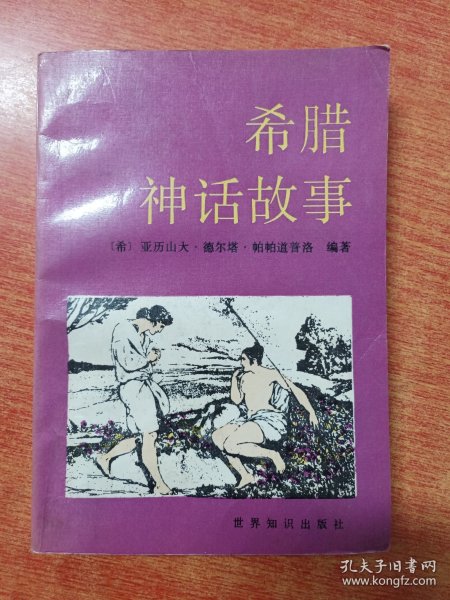 希腊
神话故事
〔希〕亚历山大·德尔塔·帕帕道普洛 编著
世界知识出版社
孔夫子旧书网
www.kongfz.com